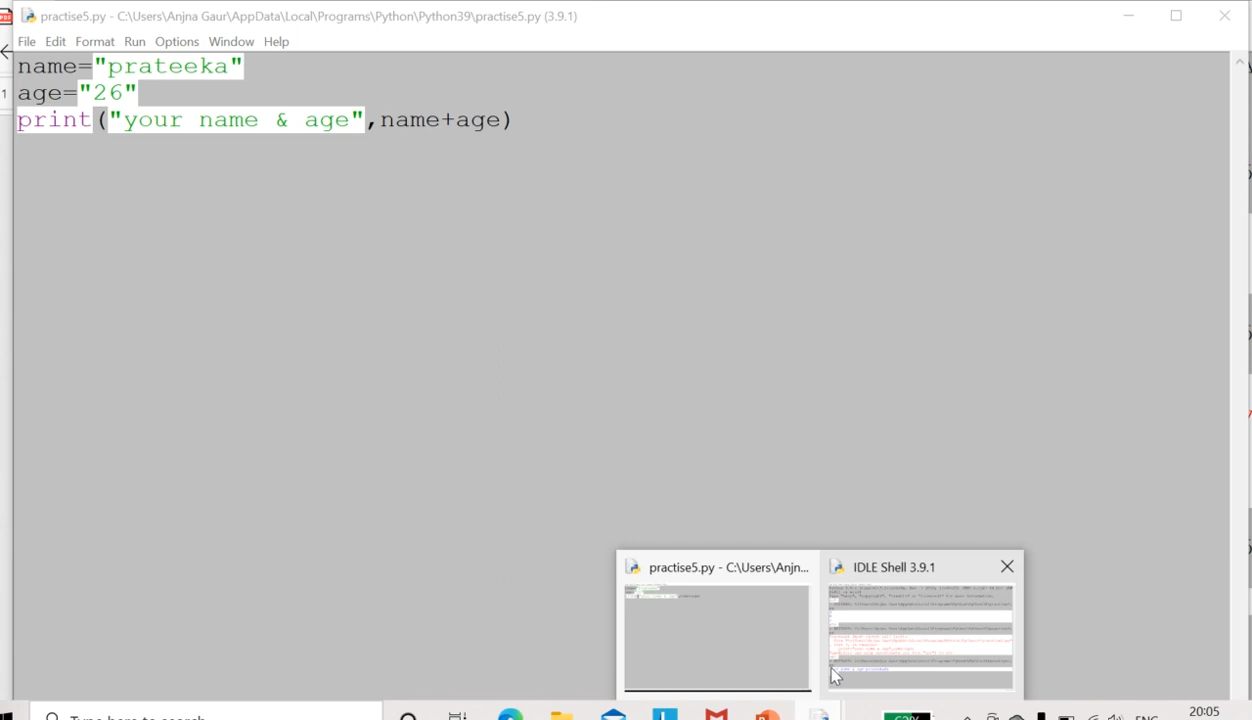 practise5.py - C:\Users\Anjna Gaur\AppData\Local\Programs\Python\Python39\practise5.py (3.9.1)
File Edit Format Run Options Window Help
name="prateeka"
age="26"
print("your name & age",name+age)
practise5.py - C:\Users\Anjn... IDLE Shell 3.9.1
Type here to search
62%
ENG
20:05